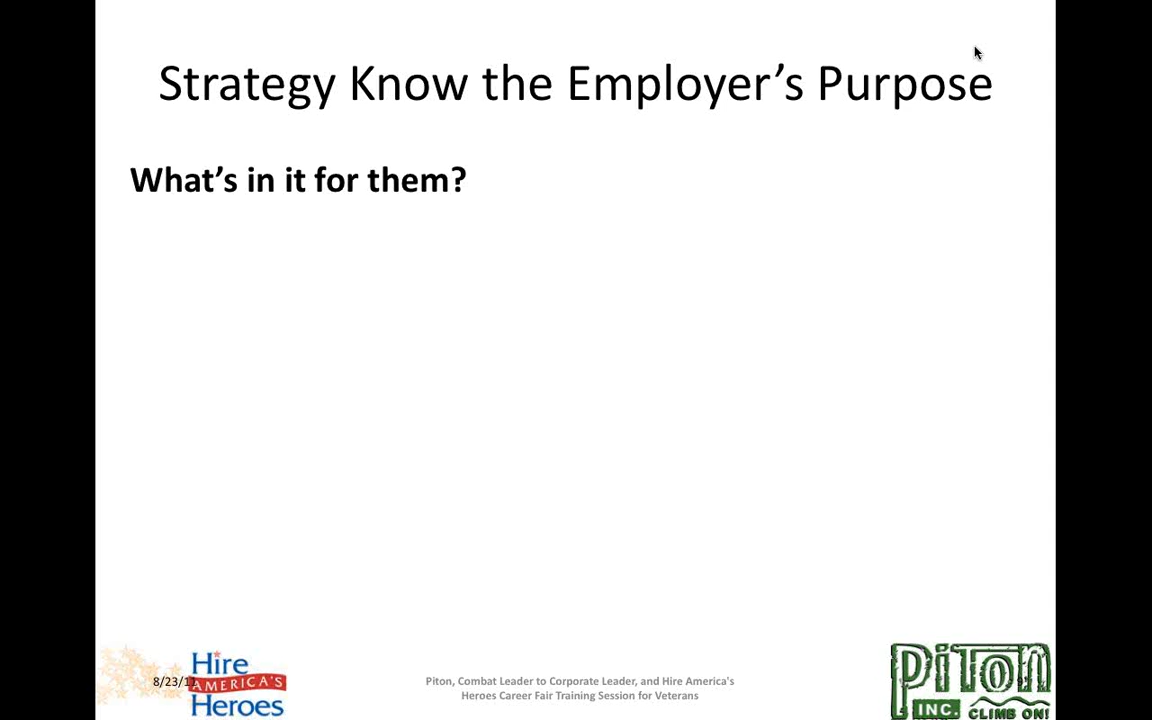 Strategy Know the Employer's Purpose
What's in it for them?
Hire
AMERICA'S
Heroes
8/23/1
Piton, Combat Leader to Corporate Leader, and Hire America's
Heroes Career Fair Training Session for Veterans
PiTON
INC. CLIMB ON!